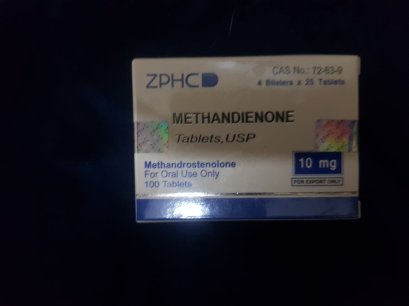 ZPHC
CAS No.: 72-63-9
4 Blisters x 25 Tablets
METHANDIENONE
Tablets, USP
Methandrostenolone
For Oral Use Only
100 Tablets
10 mg
FOR EXPORT ONLY